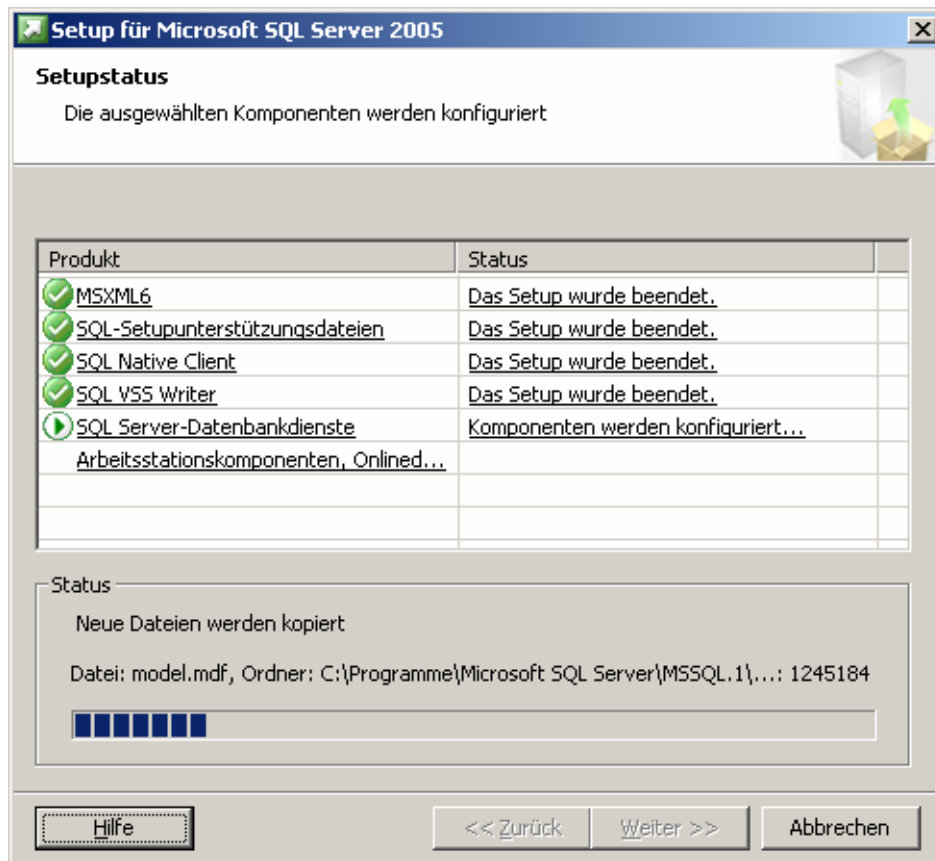 Setup für Microsoft SQL Server 2005
Setupstatus
Die ausgewählten Komponenten werden konfiguriert
Produkt Status
MSXML6 Das Setup wurde beendet.
SQL-Setupunterstützungsdateien Das Setup wurde beendet.
SQL Native Client Das Setup wurde beendet.
SQL VSS Writer Das Setup wurde beendet.
SQL Server-Datenbankdienste Komponenten werden konfiguriert...
Arbeitsstationskomponenten, Onlined...
Status
Neue Dateien werden kopiert
Datei: model.mdf, Ordner: C:\Programme\Microsoft SQL Server\MSSQL.1\...: 1245184
Hilfe << Zurück Weiter >> Abbrechen